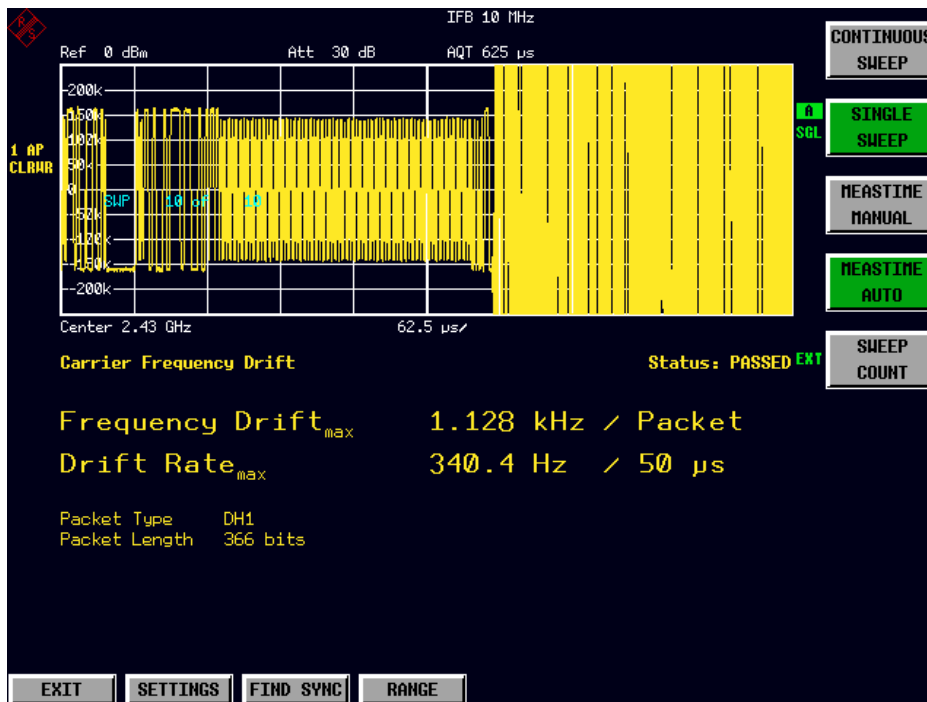 IFB 10 MHz
Ref 0 dBm Att 30 dB AQT 625 µs
CONTINUOUS
SWEEP
200k
150k
100k
50k
0
-50k
-100k
-150k
-200k
SWP 10 of 10
1 AP
CLRWR
A
SGL
SINGLE
SWEEP
MEASTIME
MANUAL
MEASTIME
AUTO
Center 2.43 GHz 62.5 µs/
Carrier Frequency Drift Status: PASSED EXT
SWEEP
COUNT
Frequency Drift max 1.128 kHz / Packet
Drift Rate max 340.4 Hz / 50 µs
Packet Type DH1
Packet Length 366 bits
EXIT SETTINGS FIND SYNC RANGE